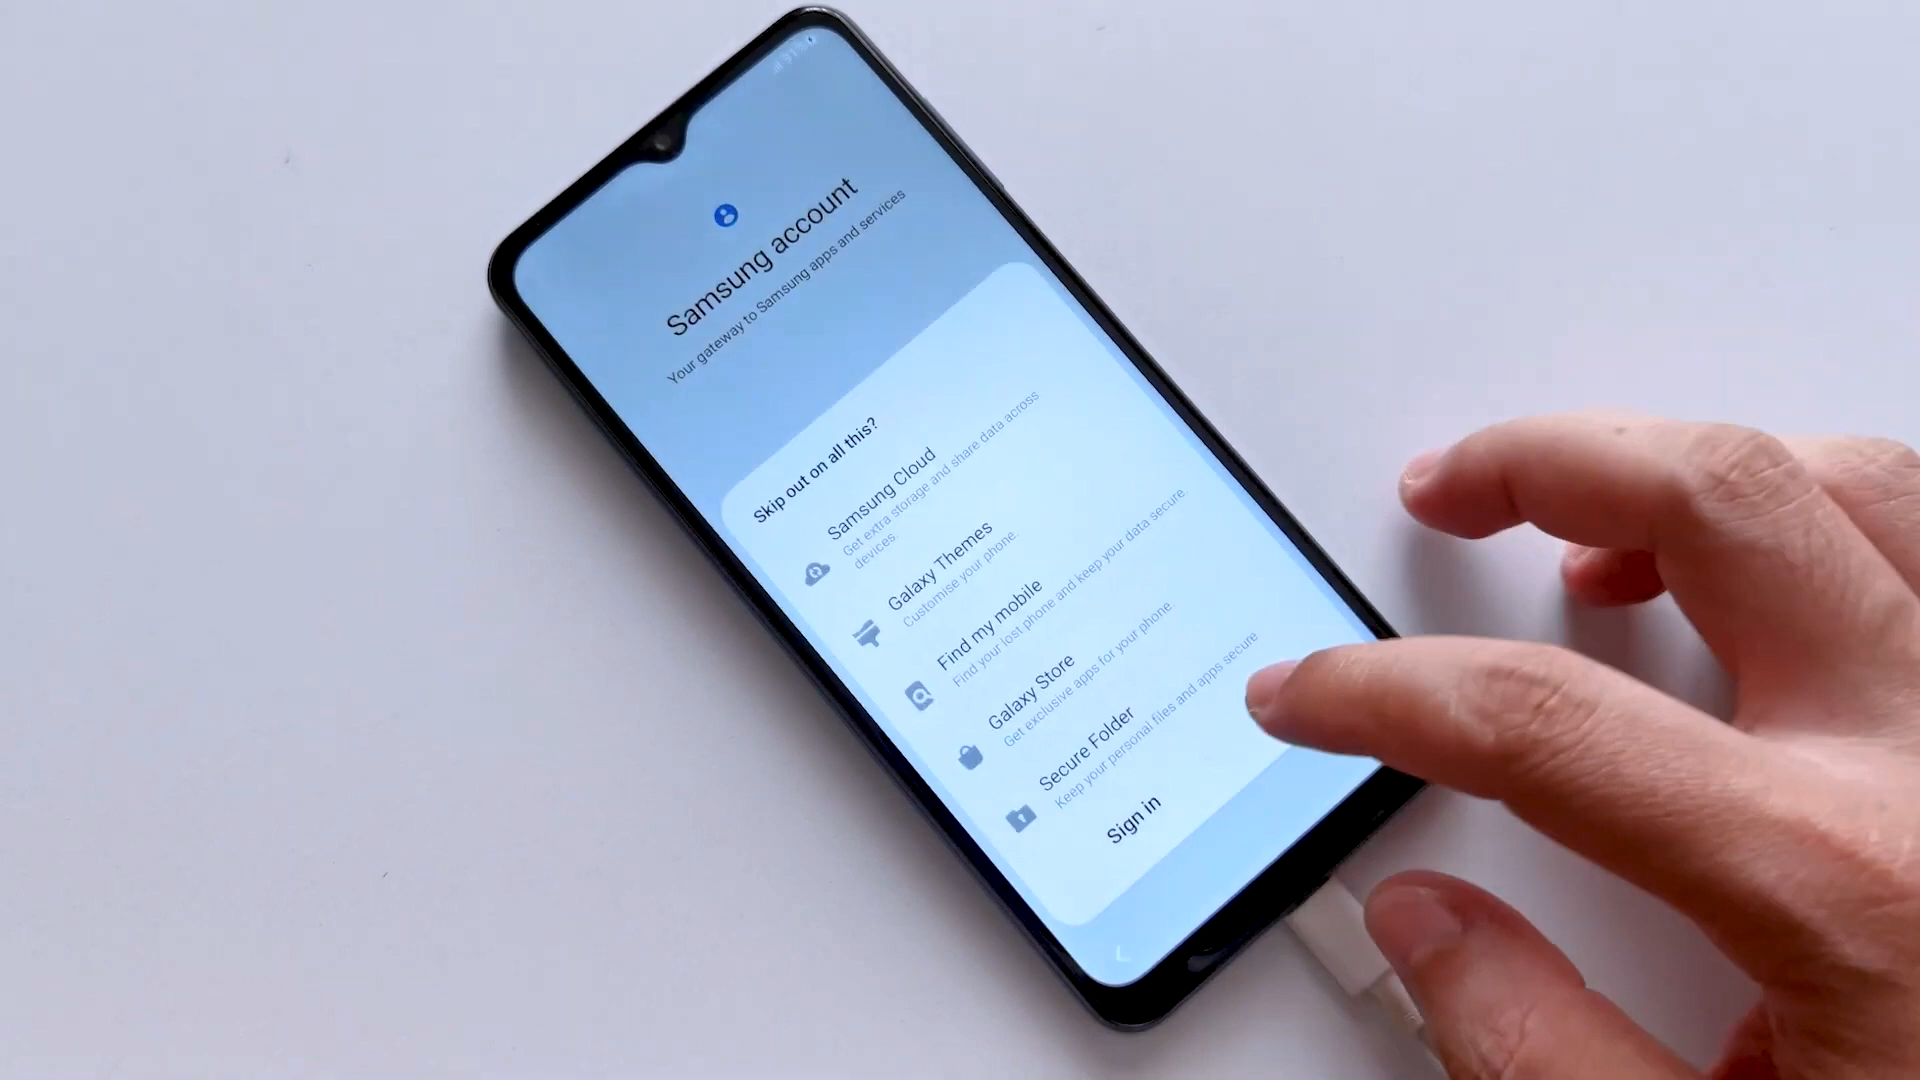 Samsung account
Your gateway to Samsung apps and services
Skip out on all this?
Samsung Cloud
Get extra storage and share data across
devices.
Galaxy Themes
Customise your phone.
Find my mobile
Find your lost phone and keep your data secure.
Galaxy Store
Get exclusive apps for your phone.
Secure Folder
Keep your personal files and apps secure
Sign in